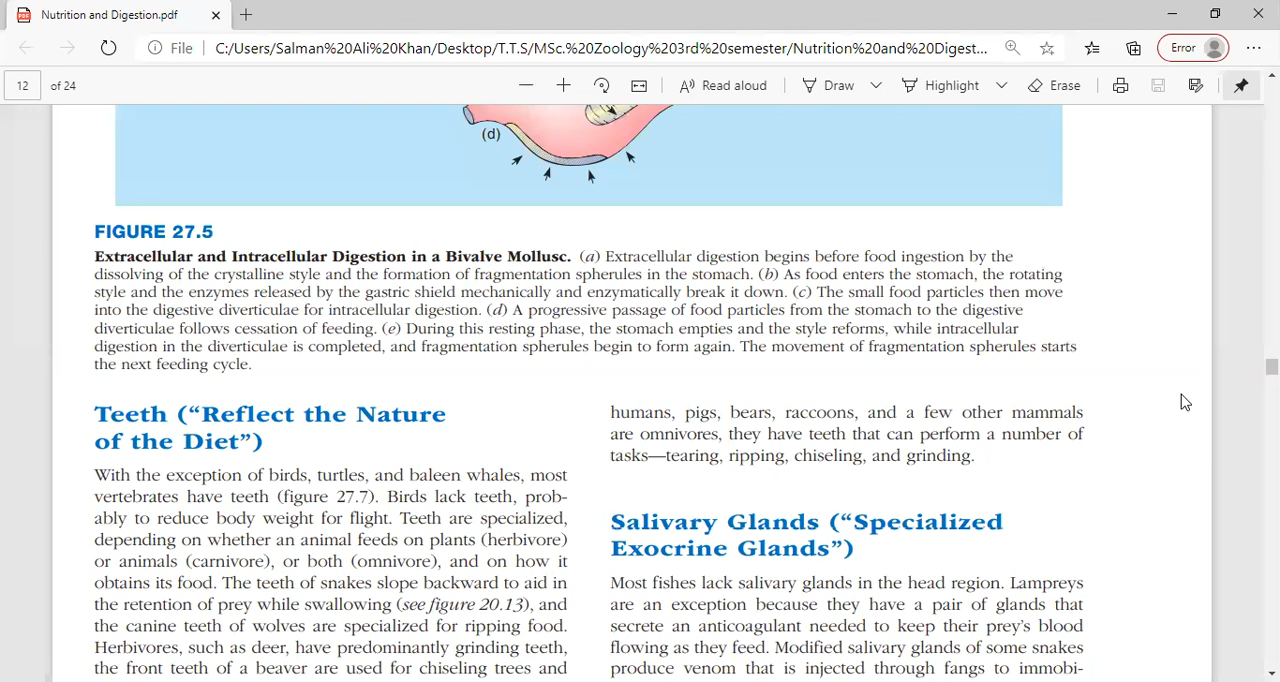 Nutrition and Digestion.pdf
File
C:/Users/Salman%20Ali%20Khan/Desktop/T.T.S/MSc.%20Zoology%203rd%20semester/Nutrition%20and%20Digest...
Error
12 of 24
Read aloud
Draw
Highlight
Erase
(d)
FIGURE 27.5
Extracellular and Intracellular Digestion in a Bivalve Mollusc. (a) Extracellular digestion begins before food ingestion by the
dissolving of the crystalline style and the formation of fragmentation spherules in the stomach. (b) As food enters the stomach, the rotating
style and the enzymes released by the gastric shield mechanically and enzymatically break it down. (c) The small food particles then move
into the digestive diverticulae for intracellular digestion. (d) A progressive passage of food particles from the stomach to the digestive
diverticulae follows cessation of feeding. (e) During this resting phase, the stomach empties and the style reforms, while intracellular
digestion in the diverticulae is completed, and fragmentation spherules begin to form again. The movement of fragmentation spherules starts
the next feeding cycle.
Teeth (“Reflect the Nature
of the Diet”)
With the exception of birds, turtles, and baleen whales, most
vertebrates have teeth (figure 27.7). Birds lack teeth, prob-
ably to reduce body weight for flight. Teeth are specialized,
depending on whether an animal feeds on plants (herbivore)
or animals (carnivore), or both (omnivore), and on how it
obtains its food. The teeth of snakes slope backward to aid in
the retention of prey while swallowing (see figure 20.13), and
the canine teeth of wolves are specialized for ripping food.
Herbivores, such as deer, have predominantly grinding teeth,
the front teeth of a beaver are used for chiseling trees and
humans, pigs, bears, raccoons, and a few other mammals
are omnivores, they have teeth that can perform a number of
tasks—tearing, ripping, chiseling, and grinding.
Salivary Glands (“Specialized
Exocrine Glands”)
Most fishes lack salivary glands in the head region. Lampreys
are an exception because they have a pair of glands that
secrete an anticoagulant needed to keep their prey’s blood
flowing as they feed. Modified salivary glands of some snakes
produce venom that is injected through fangs to immobi-